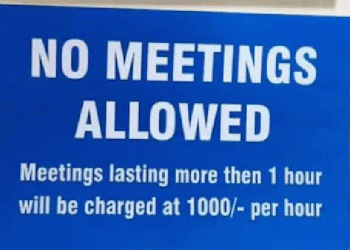 NO MEETINGS
ALLOWED
Meetings lasting more then 1 hour
will be charged at 1000/- per hour